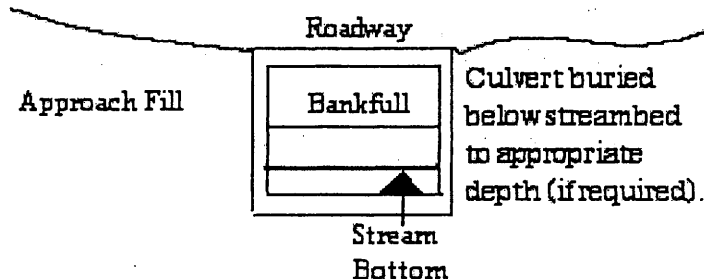 Roadway
Approach Fill
Bankfull
Culvert buried
below streambed
to appropriate
depth (if required).
Stream
Bottom